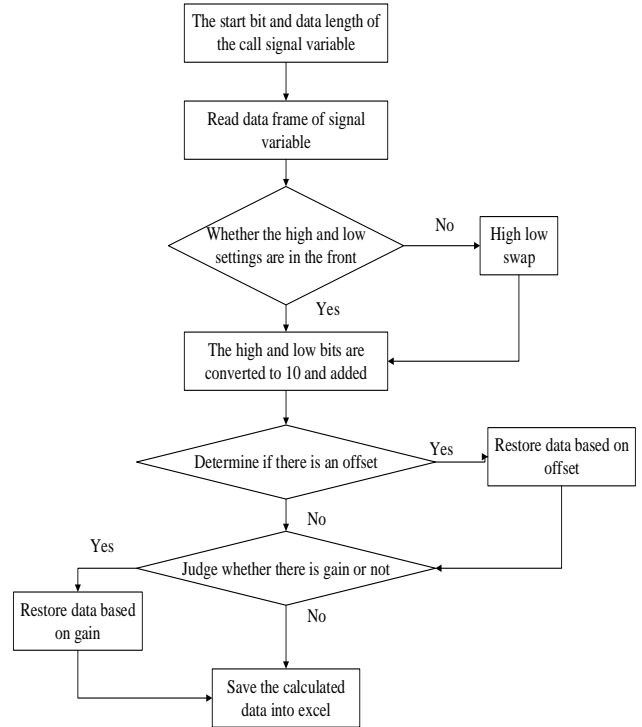 The start bit and data length of
the call signal variable
Read data frame of signal
variable
Whether the high and low
settings are in the front
No
High low
swap
Yes
The high and low bits are
converted to 10 and added
Determine if there is an offset
Yes
Restore data based on
offset
No
Yes
Judge whether there is gain or not
Restore data based
on gain
No
Save the calculated
data into excel